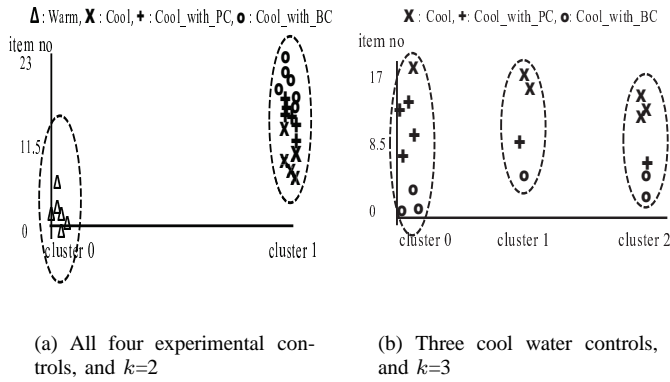 Δ: Warm, X : Cool, + : Cool_with_PC, o : Cool_with_BC
item no
23
11.5
0
cluster 0
cluster 1
X : Cool, +: Cool_with_PC, o: Cool_with_BC
item no
17
8.5
0
cluster 0
cluster 1
cluster 2
(a) All four experimental con-
trols, and k=2
(b) Three cool water controls,
and k=3